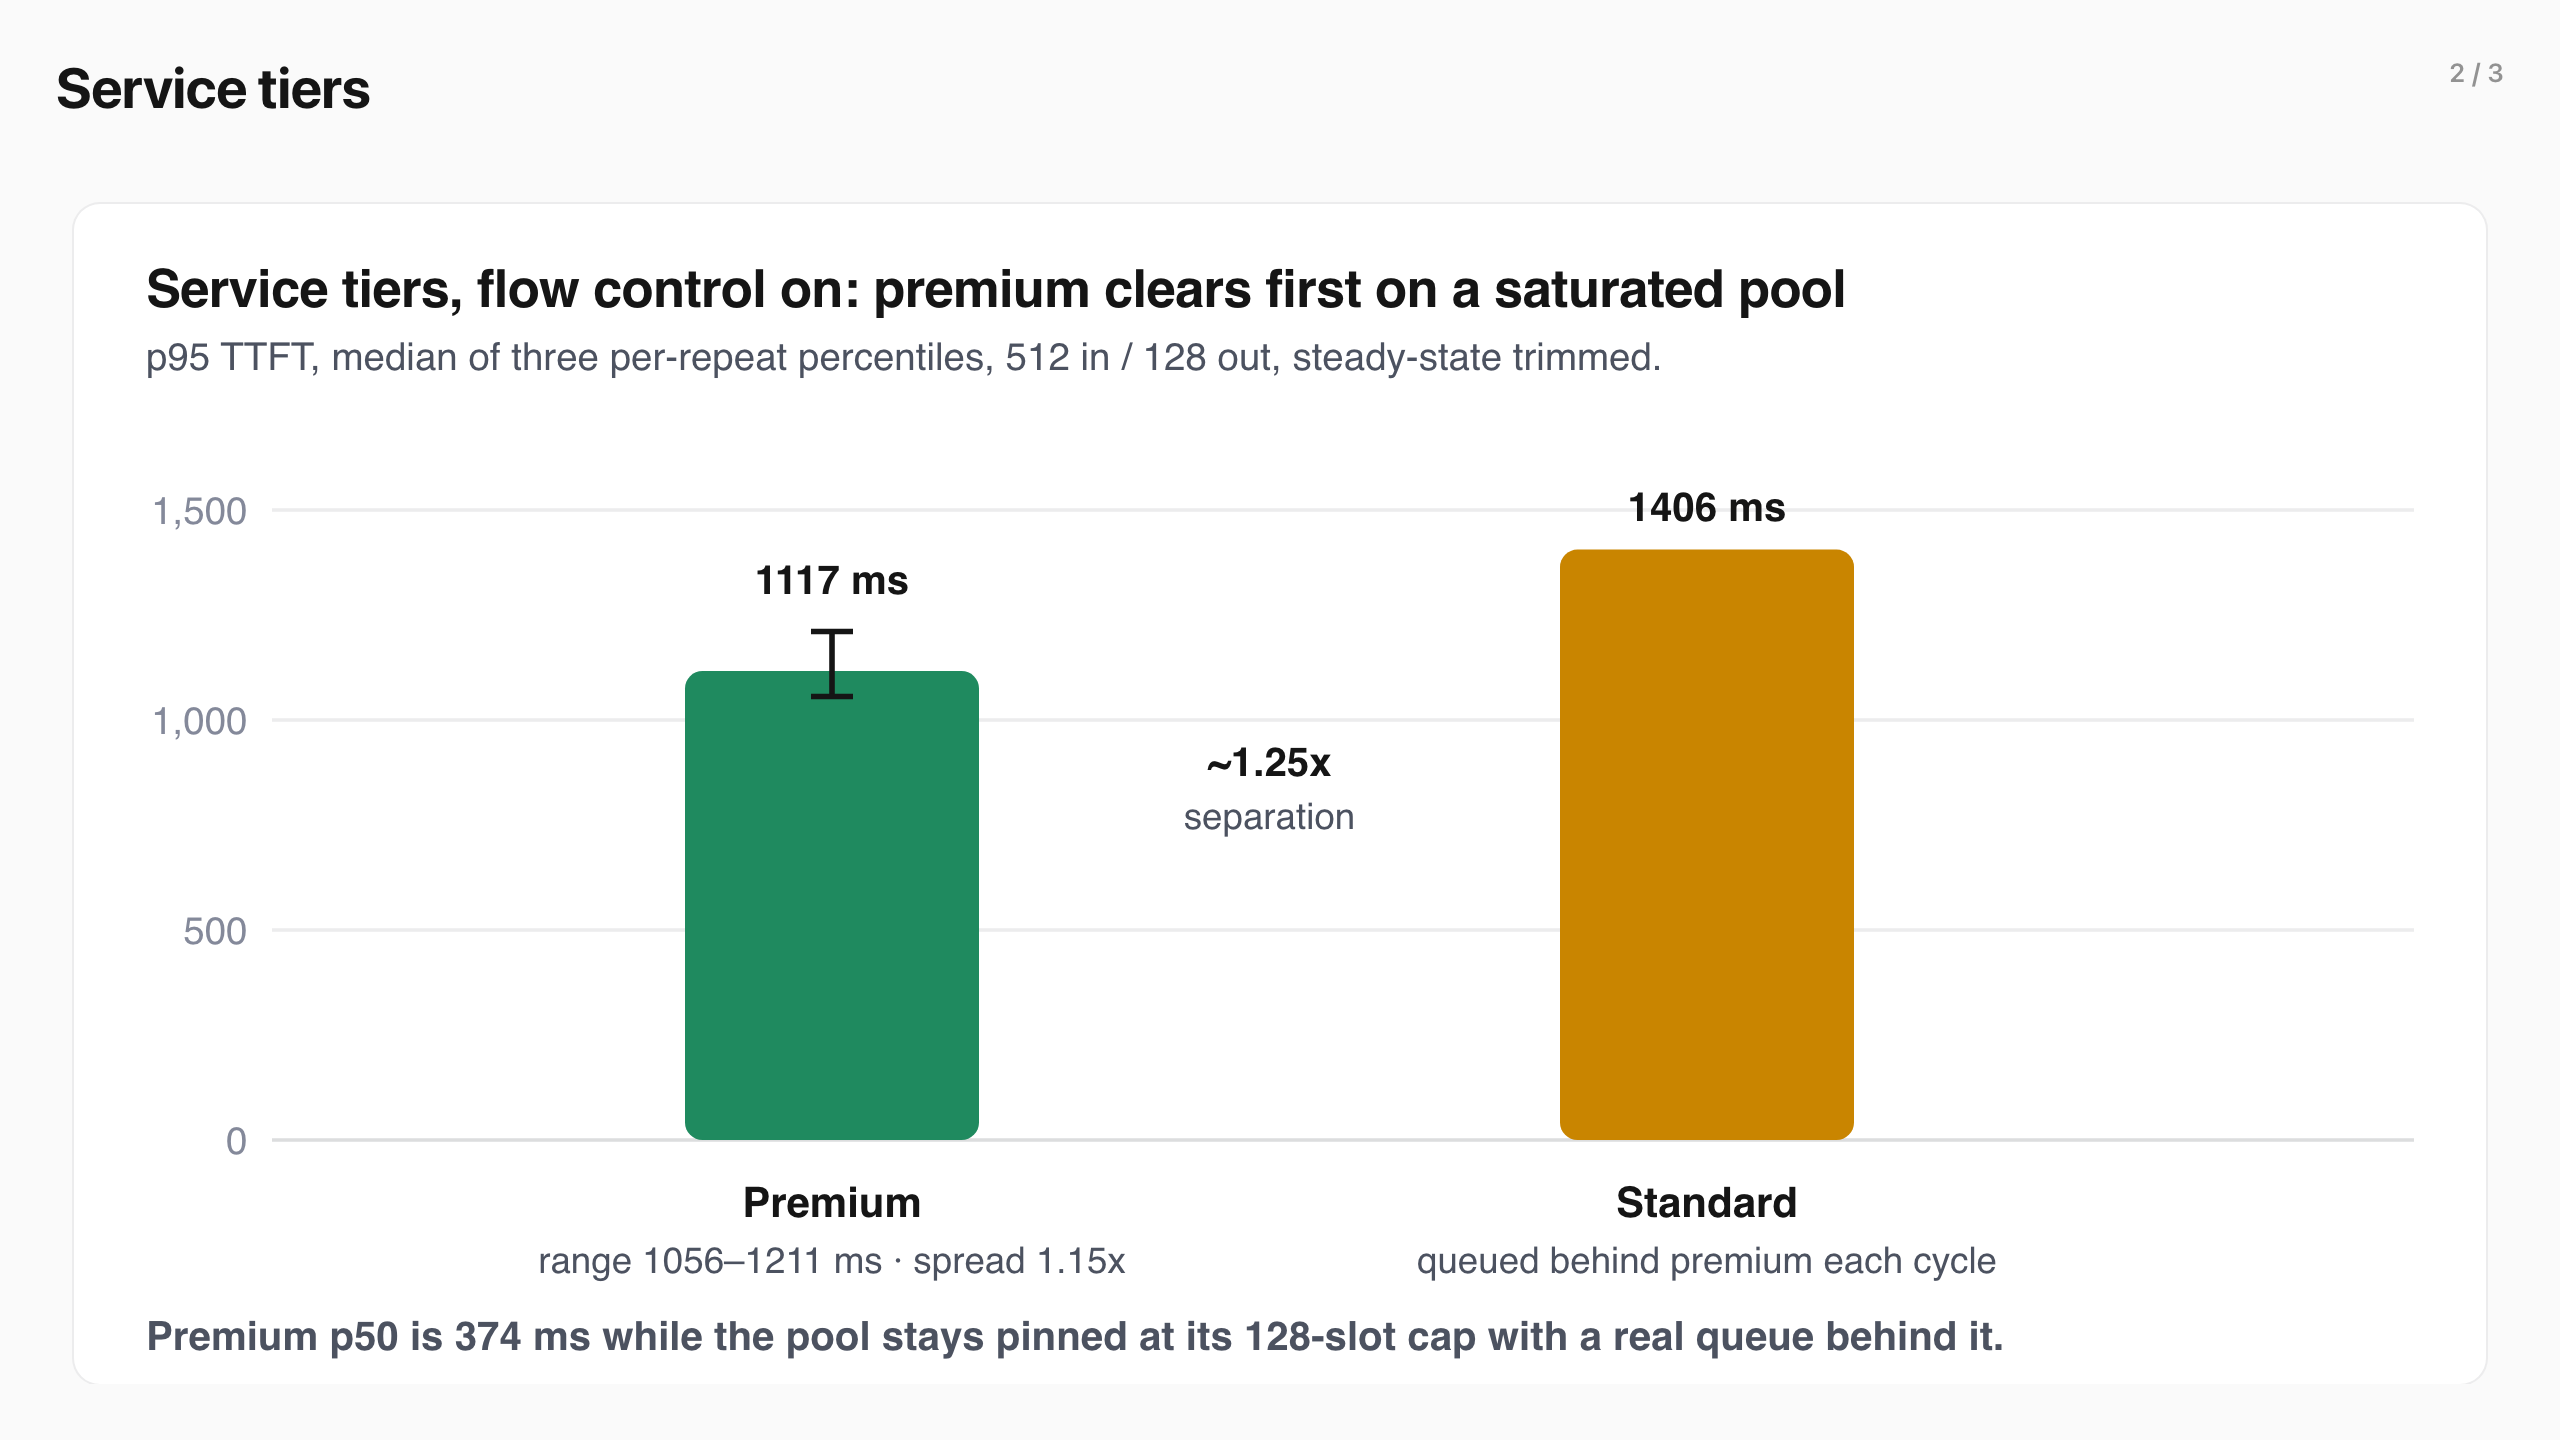 Service tiers
2 / 3
Service tiers, flow control on: premium clears first on a saturated pool
p95 TTFT, median of three per-repeat percentiles, 512 in / 128 out, steady-state trimmed.
1,500
1406 ms
1117 ms
1,000
~1.25x
separation
500
0
Premium
Standard
range 1056–1211 ms · spread 1.15x
queued behind premium each cycle
Premium p50 is 374 ms while the pool stays pinned at its 128-slot cap with a real queue behind it.